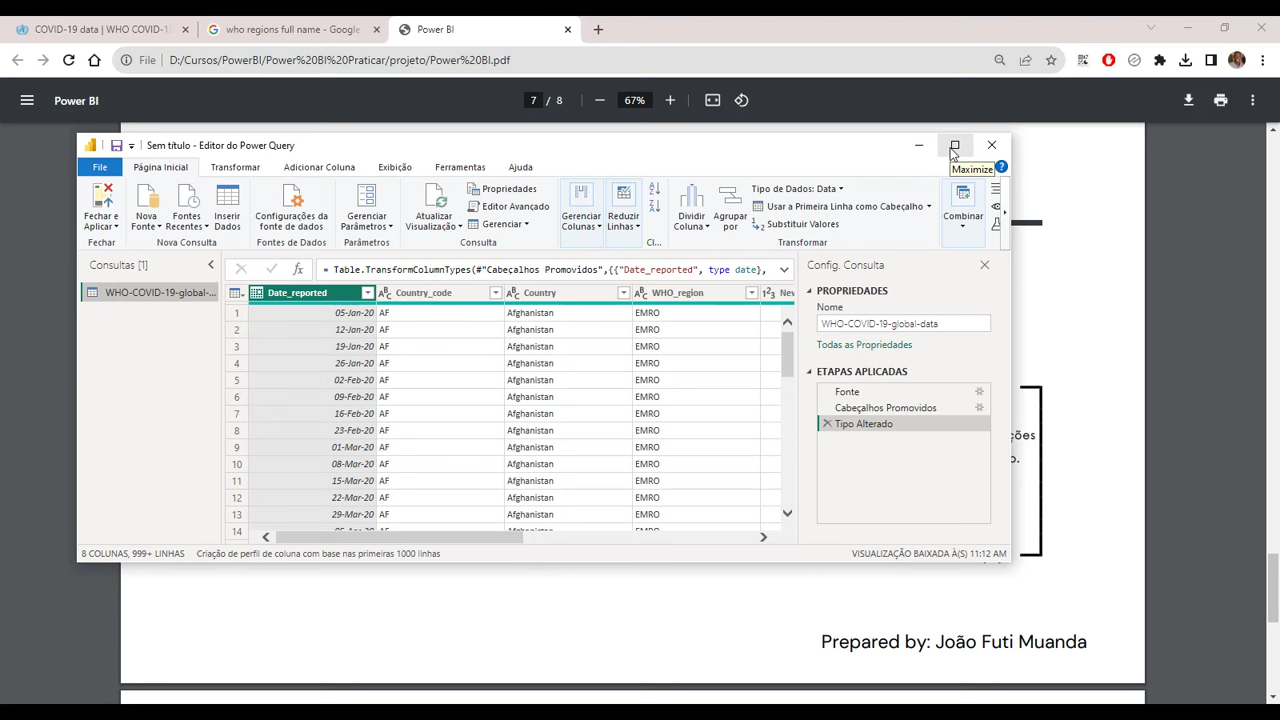 COVID-19 data | WHO COVID-19
who regions full name - Google
Power BI
File
D:/Cursos/PowerBI/Power%20BI%20Pratica/projeto/Power%20BI.pdf
Power BI
7 / 8
67%
Sem título - Editor do Power Query
Maximize
File
Página Inicial
Transformar
Adicionar Coluna
Exibição
Ferramentas
Ajuda
Fechar e
Aplicar
Nova
Fonte
Fontes
Recentes
Inserir
Dados
Configurações da
fonte de dados
Gerenciar
Parâmetros
Atualizar
Visualização
Propriedades
Editor Avançado
Gerenciar
Gerenciar
Colunas
Reduzir
Linhas
Dividir
Coluna
Agrupar
por
Tipo de Dados: Data
Usar a Primeira Linha como Cabeçalho
Substituir Valores
Combinar
Fechar
Nova Consulta
Fontes de Dados
Parâmetros
Consulta
Cl...
Transformar
Consultas [1]
WHO-COVID-19-global-...
= Table.TransformColumnTypes(#"Cabeçalhos Promovidos",{{"Date_reported", type date},
Date_reported Country_code Country WHO_region
1 05-Jan-20 AF Afghanistan EMRO
2 12-Jan-20 AF Afghanistan EMRO
3 19-Jan-20 AF Afghanistan EMRO
4 26-Jan-20 AF Afghanistan EMRO
5 02-Feb-20 AF Afghanistan EMRO
6 09-Feb-20 AF Afghanistan EMRO
7 16-Feb-20 AF Afghanistan EMRO
8 23-Feb-20 AF Afghanistan EMRO
9 01-Mar-20 AF Afghanistan EMRO
10 08-Mar-20 AF Afghanistan EMRO
11 15-Mar-20 AF Afghanistan EMRO
12 22-Mar-20 AF Afghanistan EMRO
13 29-Mar-20 AF Afghanistan EMRO
14
Config. Consulta
PROPRIEDADES
Nome
WHO-COVID-19-global-data
Todas as Propriedades
ETAPAS APLICADAS
Fonte
Cabeçalhos Promovidos
Tipo Alterado
8 COLUNAS, 999+ LINHAS
Criação de perfil de coluna com base nas primeiras 1000 linhas
VISUALIZAÇÃO BAIXADA À(S) 11:12 AM
ções
o.
Prepared by: João Futi Muanda